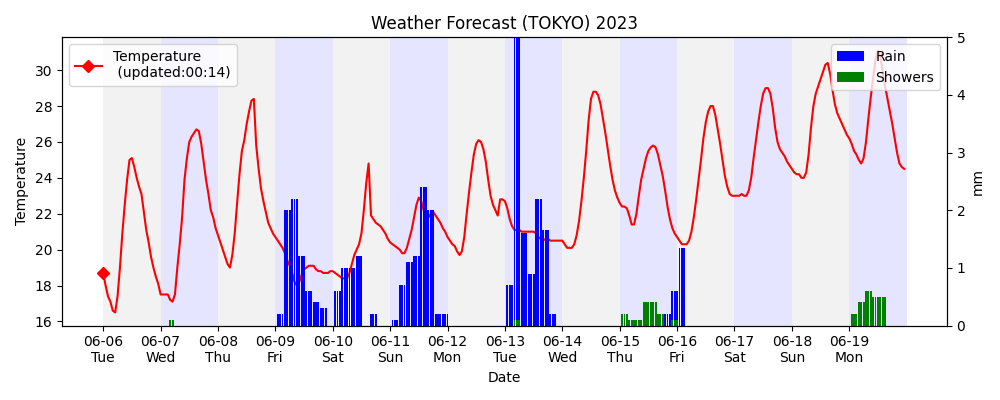 Weather Forecast (TOKYO) 2023
Temperature
(updated:00:14)
Rain
Showers
Temperature
30
28
26
24
22
20
18
16
5
4
3
2
1
0
mm
06-06 06-07 06-08 06-09 06-10 06-11 06-12 06-13 06-14 06-15 06-16 06-17 06-18 06-19
Tue Wed Thu Fri Sat Sun Mon Tue Wed Thu Fri Sat Sun Mon
Date